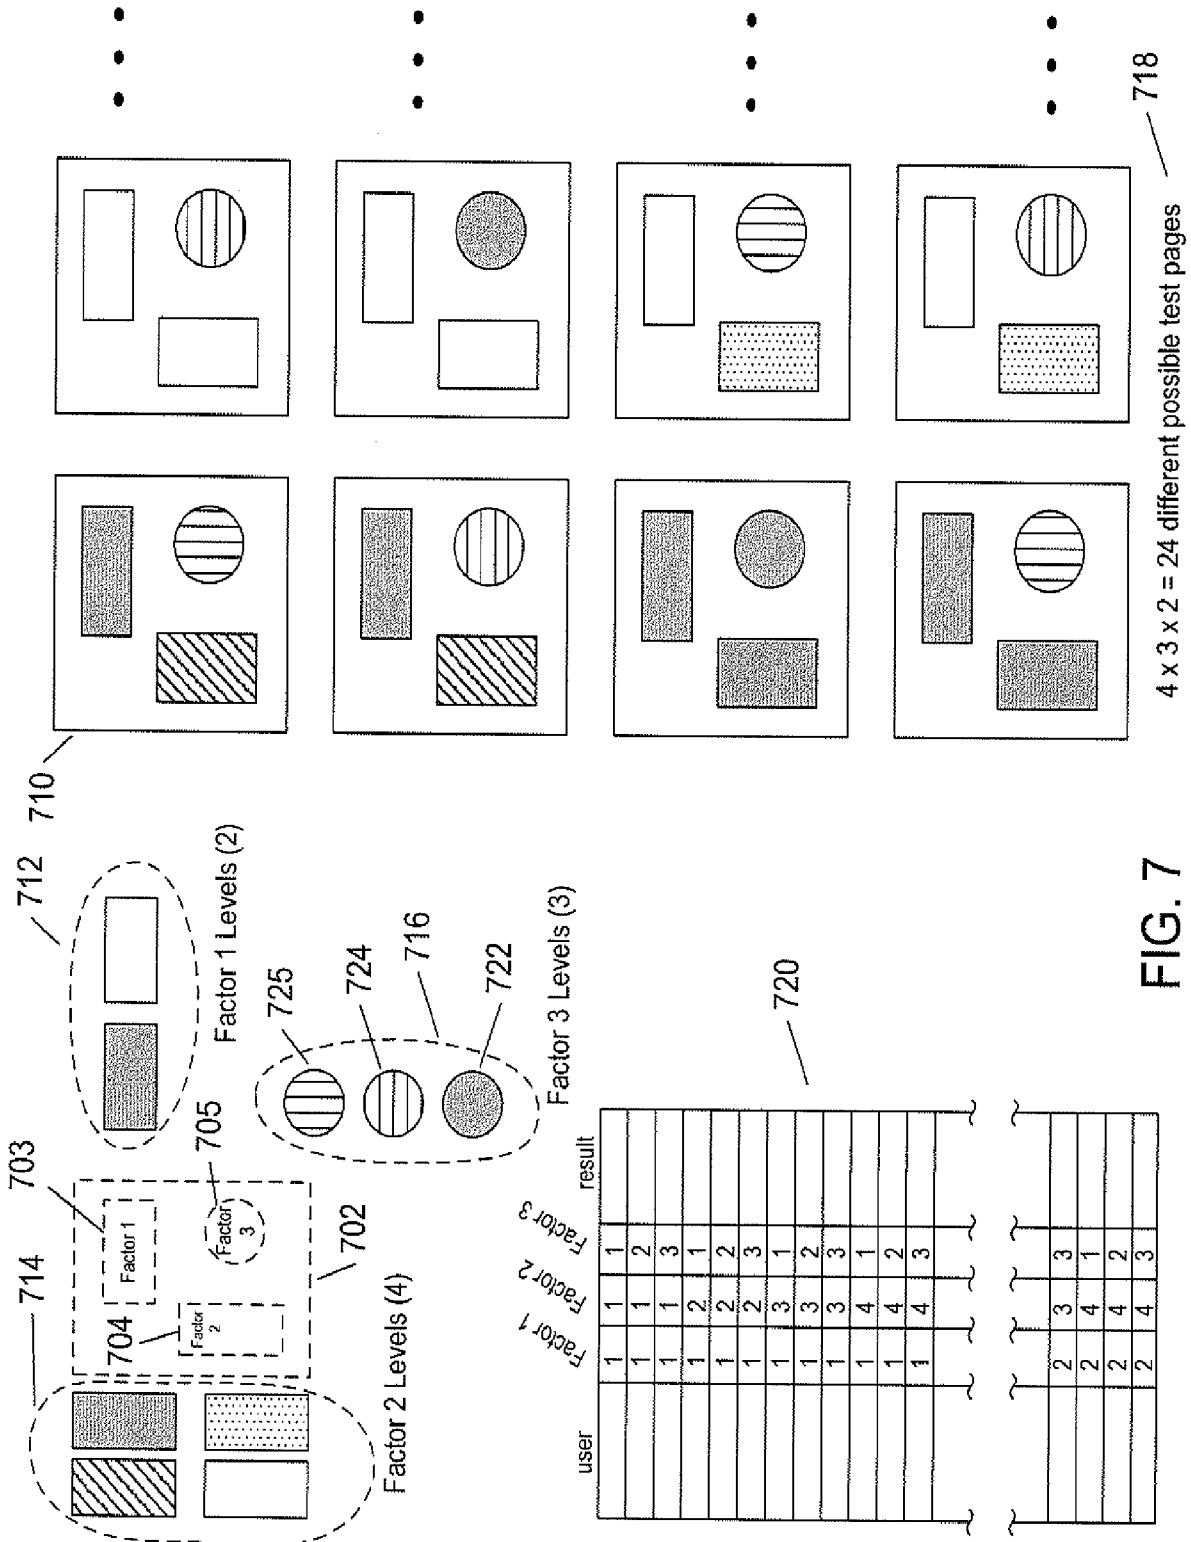 714
703
712
710
Factor 1
704
Factor
2
Factor
3
705
702
Factor 2 Levels (4)
Factor 1 Levels (2)
725
724
716
722
Factor 3 Levels (3)
user Factor 1 Factor 2 Factor 3 result
1 1 1
1 1 2
1 1 3
1 2 1
1 2 2
1 2 3
1 3 1
1 3 2
1 3 3
1 4 1
1 4 2
1 4 3
2 3 3
2 4 1
2 4 2
2 4 3
720
4 x 3 x 2 = 24 different possible test pages
718
FIG. 7